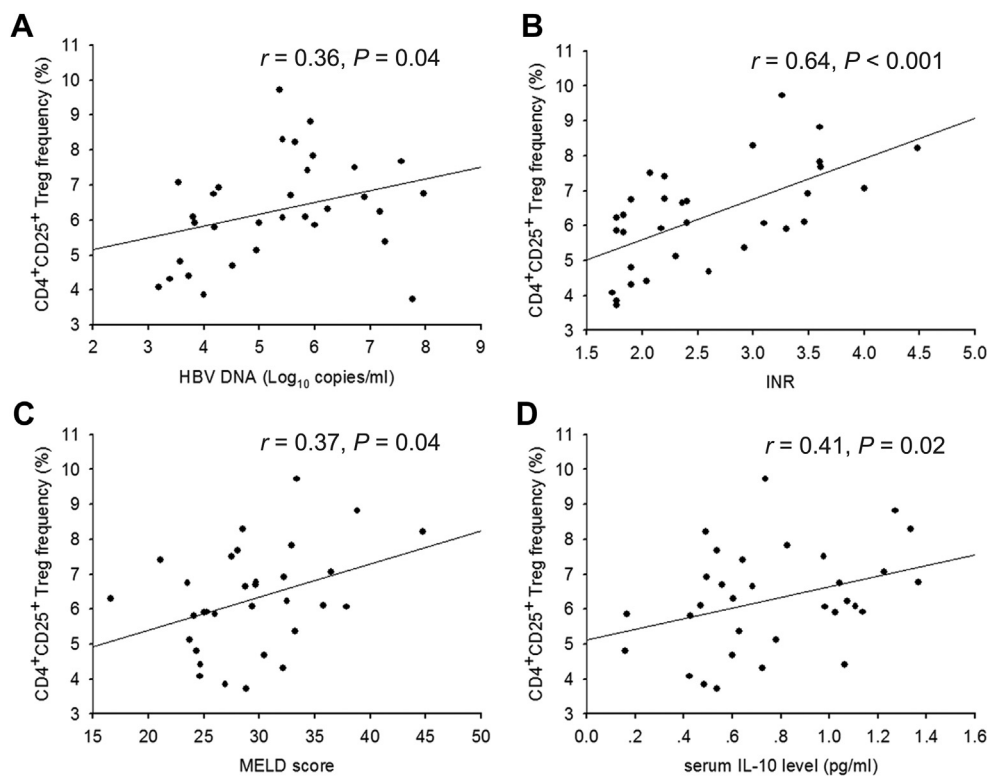 A
r = 0.36, P = 0.04
CD4⁺CD25⁺ Treg frequency (%)
11
10
9
8
7
6
5
4
3
2 3 4 5 6 7 8 9
HBV DNA (Log₁₀ copies/ml)
B
r = 0.64, P < 0.001
CD4⁺CD25⁺ Treg frequency (%)
11
10
9
8
7
6
5
4
3
1.5 2.0 2.5 3.0 3.5 4.0 4.5 5.0
INR
C
r = 0.37, P = 0.04
CD4⁺CD25⁺ Treg frequency (%)
11
10
9
8
7
6
5
4
3
15 20 25 30 35 40 45 50
MELD score
D
r = 0.41, P = 0.02
CD4⁺CD25⁺ Treg frequency (%)
11
10
9
8
7
6
5
4
3
0.0 .2 .4 .6 .8 1.0 1.2 1.4 1.6
serum IL-10 level (pg/ml)